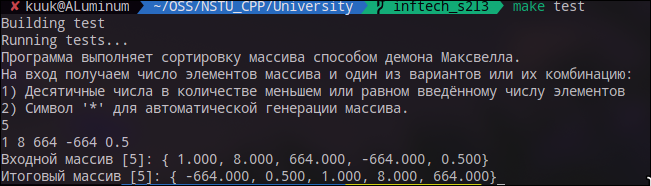 ✘ kuuk@ALuminum ~/OSS/NSTU_CPP/University inftech_s2l3 make test
Building test
Running tests...
Программа выполняет сортировку массива способом демона Максвелла.
На вход получаем число элементов массива и один из вариантов или их комбинацию:
1) Десятичные числа в количестве меньшем или равном введённому числу элементов
2) Символ '*' для автоматической генерации массива.
5
1 8 664 -664 0.5
Входной массив [5]: { 1.000, 8.000, 664.000, -664.000, 0.500}
Итоговый массив [5]: { -664.000, 0.500, 1.000, 8.000, 664.000}